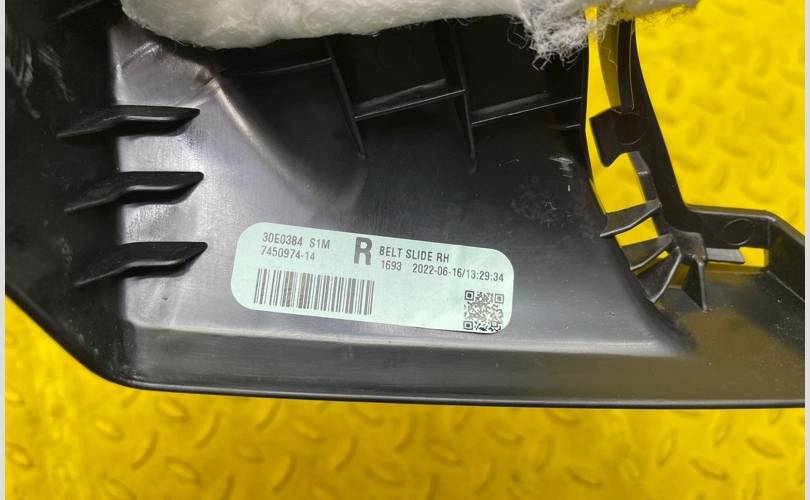 30E0384 S1M
7450974-14
R
BELT SLIDE RH
1693 2022-06-16/13:29:34